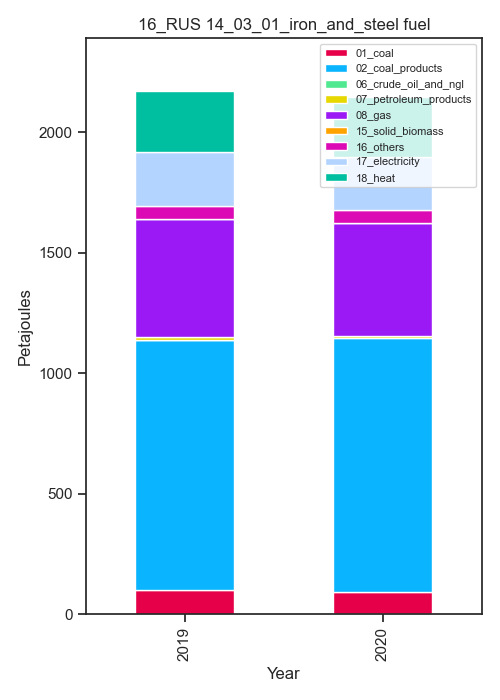 16_RUS 14_03_01_iron_and_steel fuel
01_coal
02_coal_products
06_crude_oil_and_ngl
07_petroleum_products
08_gas
15_solid_biomass
16_others
17_electricity
18_heat
Petajoules
2000
1500
1000
500
0
2019
2020
Year